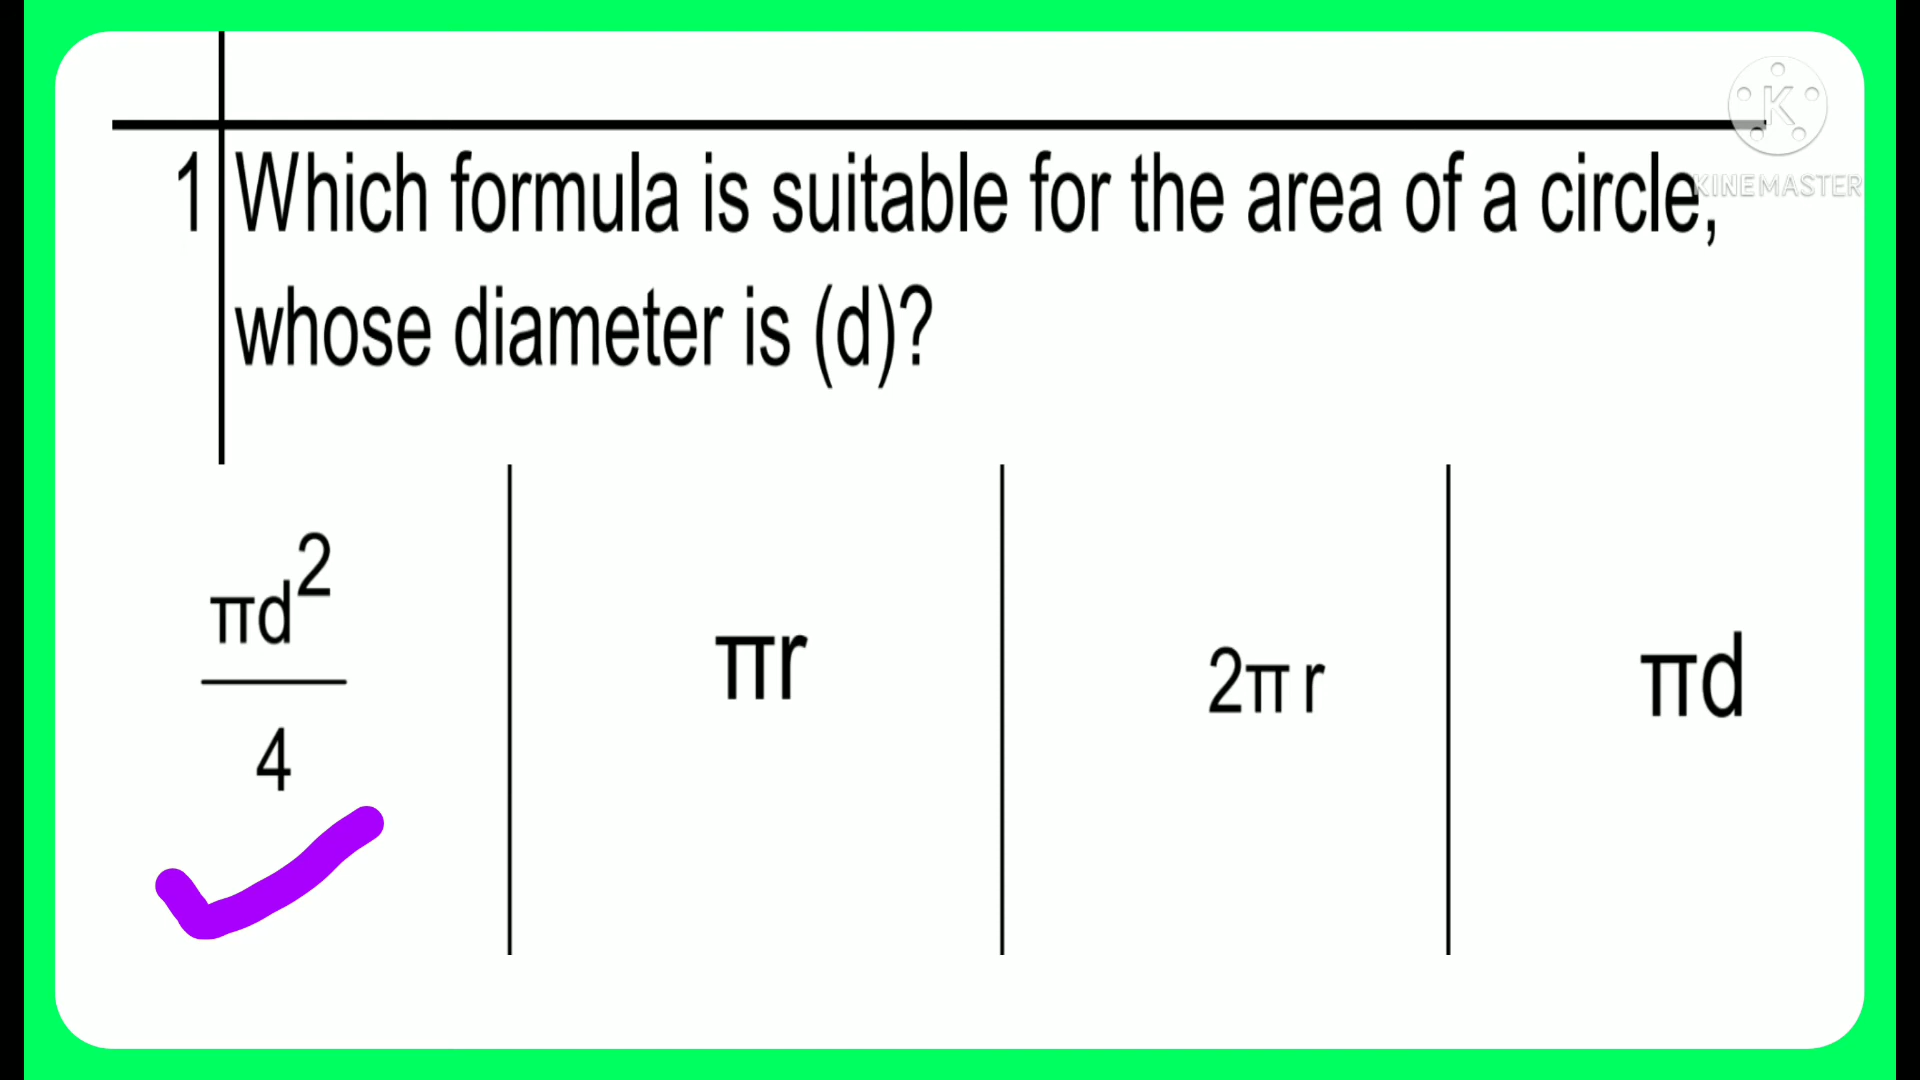 K
KINEMASTER
1 Which formula is suitable for the area of a circle,
whose diameter is (d)?
πd²
4
πr
2π r
πd